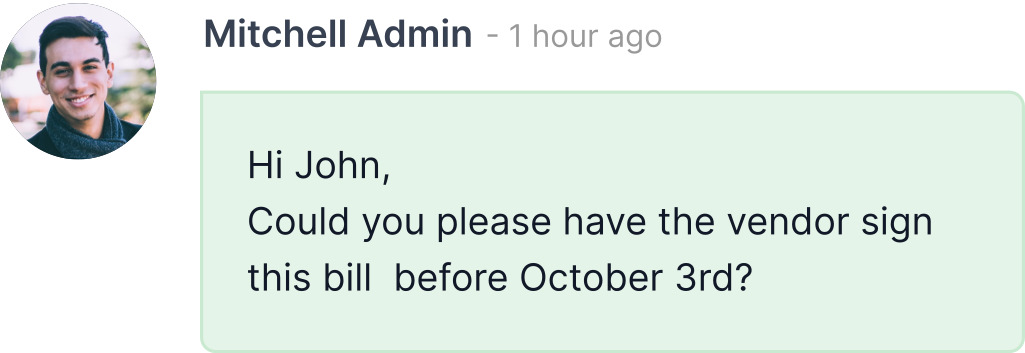 Mitchell Admin - 1 hour ago
Hi John,
Could you please have the vendor sign
this bill  before October 3rd?